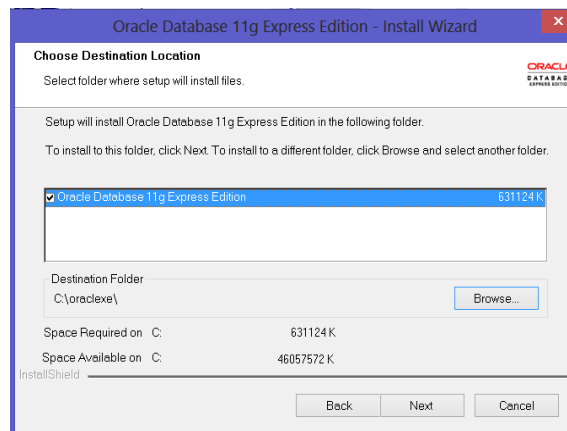 Oracle Database 11g Express Edition - Install Wizard
Choose Destination Location
Select folder where setup will install files.
ORACLE
DATABASE
EXPRESS EDITION
Setup will install Oracle Database 11g Express Edition in the following folder.
To install to this folder, click Next. To install to a different folder, click Browse and select another folder.
Oracle Database 11g Express Edition 631124 K
Destination Folder
C:\oraclexe\
Browse...
Space Required on C: 631124 K
Space Available on C: 46057572 K
InstallShield
Back Next Cancel